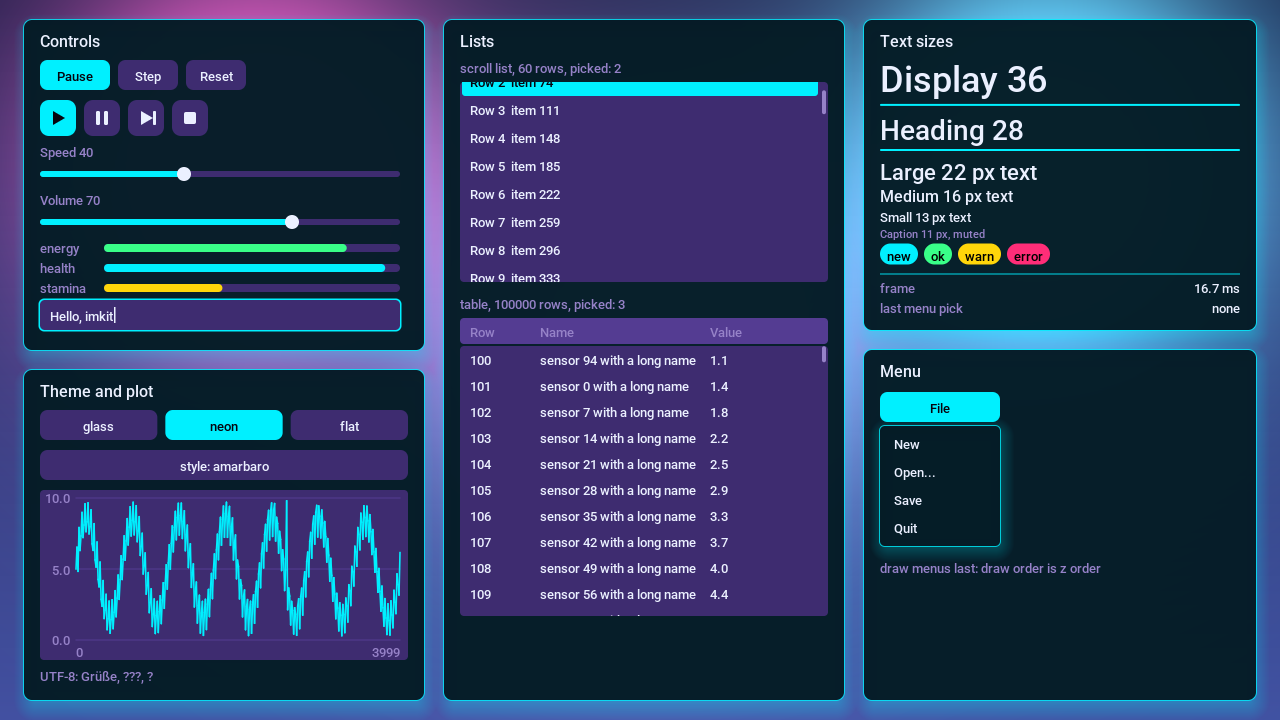 Controls
Pause Step Reset
Speed 40
Volume 70
energy
health
stamina
Hello, imkit
Theme and plot
glass neon flat
style: amarbaro
10.0
5.0
0.0
0 3999
UTF-8: Grüße, ???, ?
Lists
scroll list, 60 rows, picked: 2
Row 2 item 74
Row 3 item 111
Row 4 item 148
Row 5 item 185
Row 6 item 222
Row 7 item 259
Row 8 item 296
Row 9 item 333
table, 100000 rows, picked: 3
Row Name Value
100 sensor 94 with a long name 1.1
101 sensor 0 with a long name 1.4
102 sensor 7 with a long name 1.8
103 sensor 14 with a long name 2.2
104 sensor 21 with a long name 2.5
105 sensor 28 with a long name 2.9
106 sensor 35 with a long name 3.3
107 sensor 42 with a long name 3.7
108 sensor 49 with a long name 4.0
109 sensor 56 with a long name 4.4
Text sizes
Display 36
Heading 28
Large 22 px text
Medium 16 px text
Small 13 px text
Caption 11 px, muted
new ok warn error
frame 16.7 ms
last menu pick none
Menu
File
New
Open...
Save
Quit
draw menus last: draw order is z order